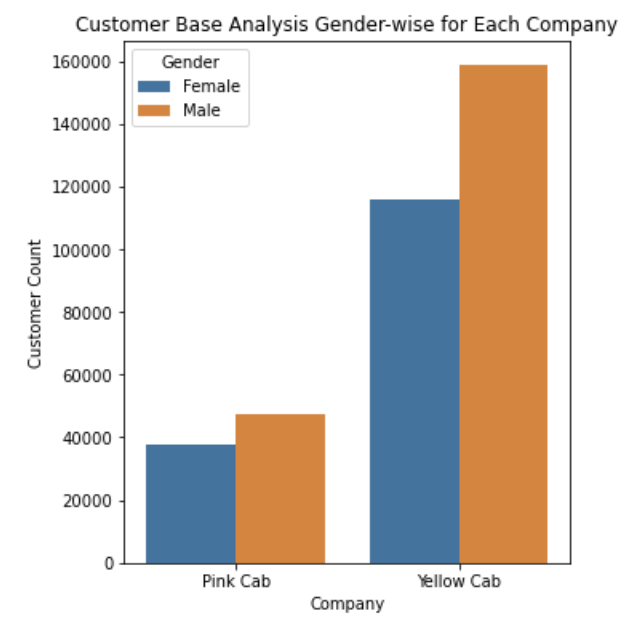 Customer Base Analysis Gender-wise for Each Company
Gender
Female
Male
160000
140000
120000
100000
80000
60000
40000
20000
0
Customer Count
Pink Cab Yellow Cab
Company